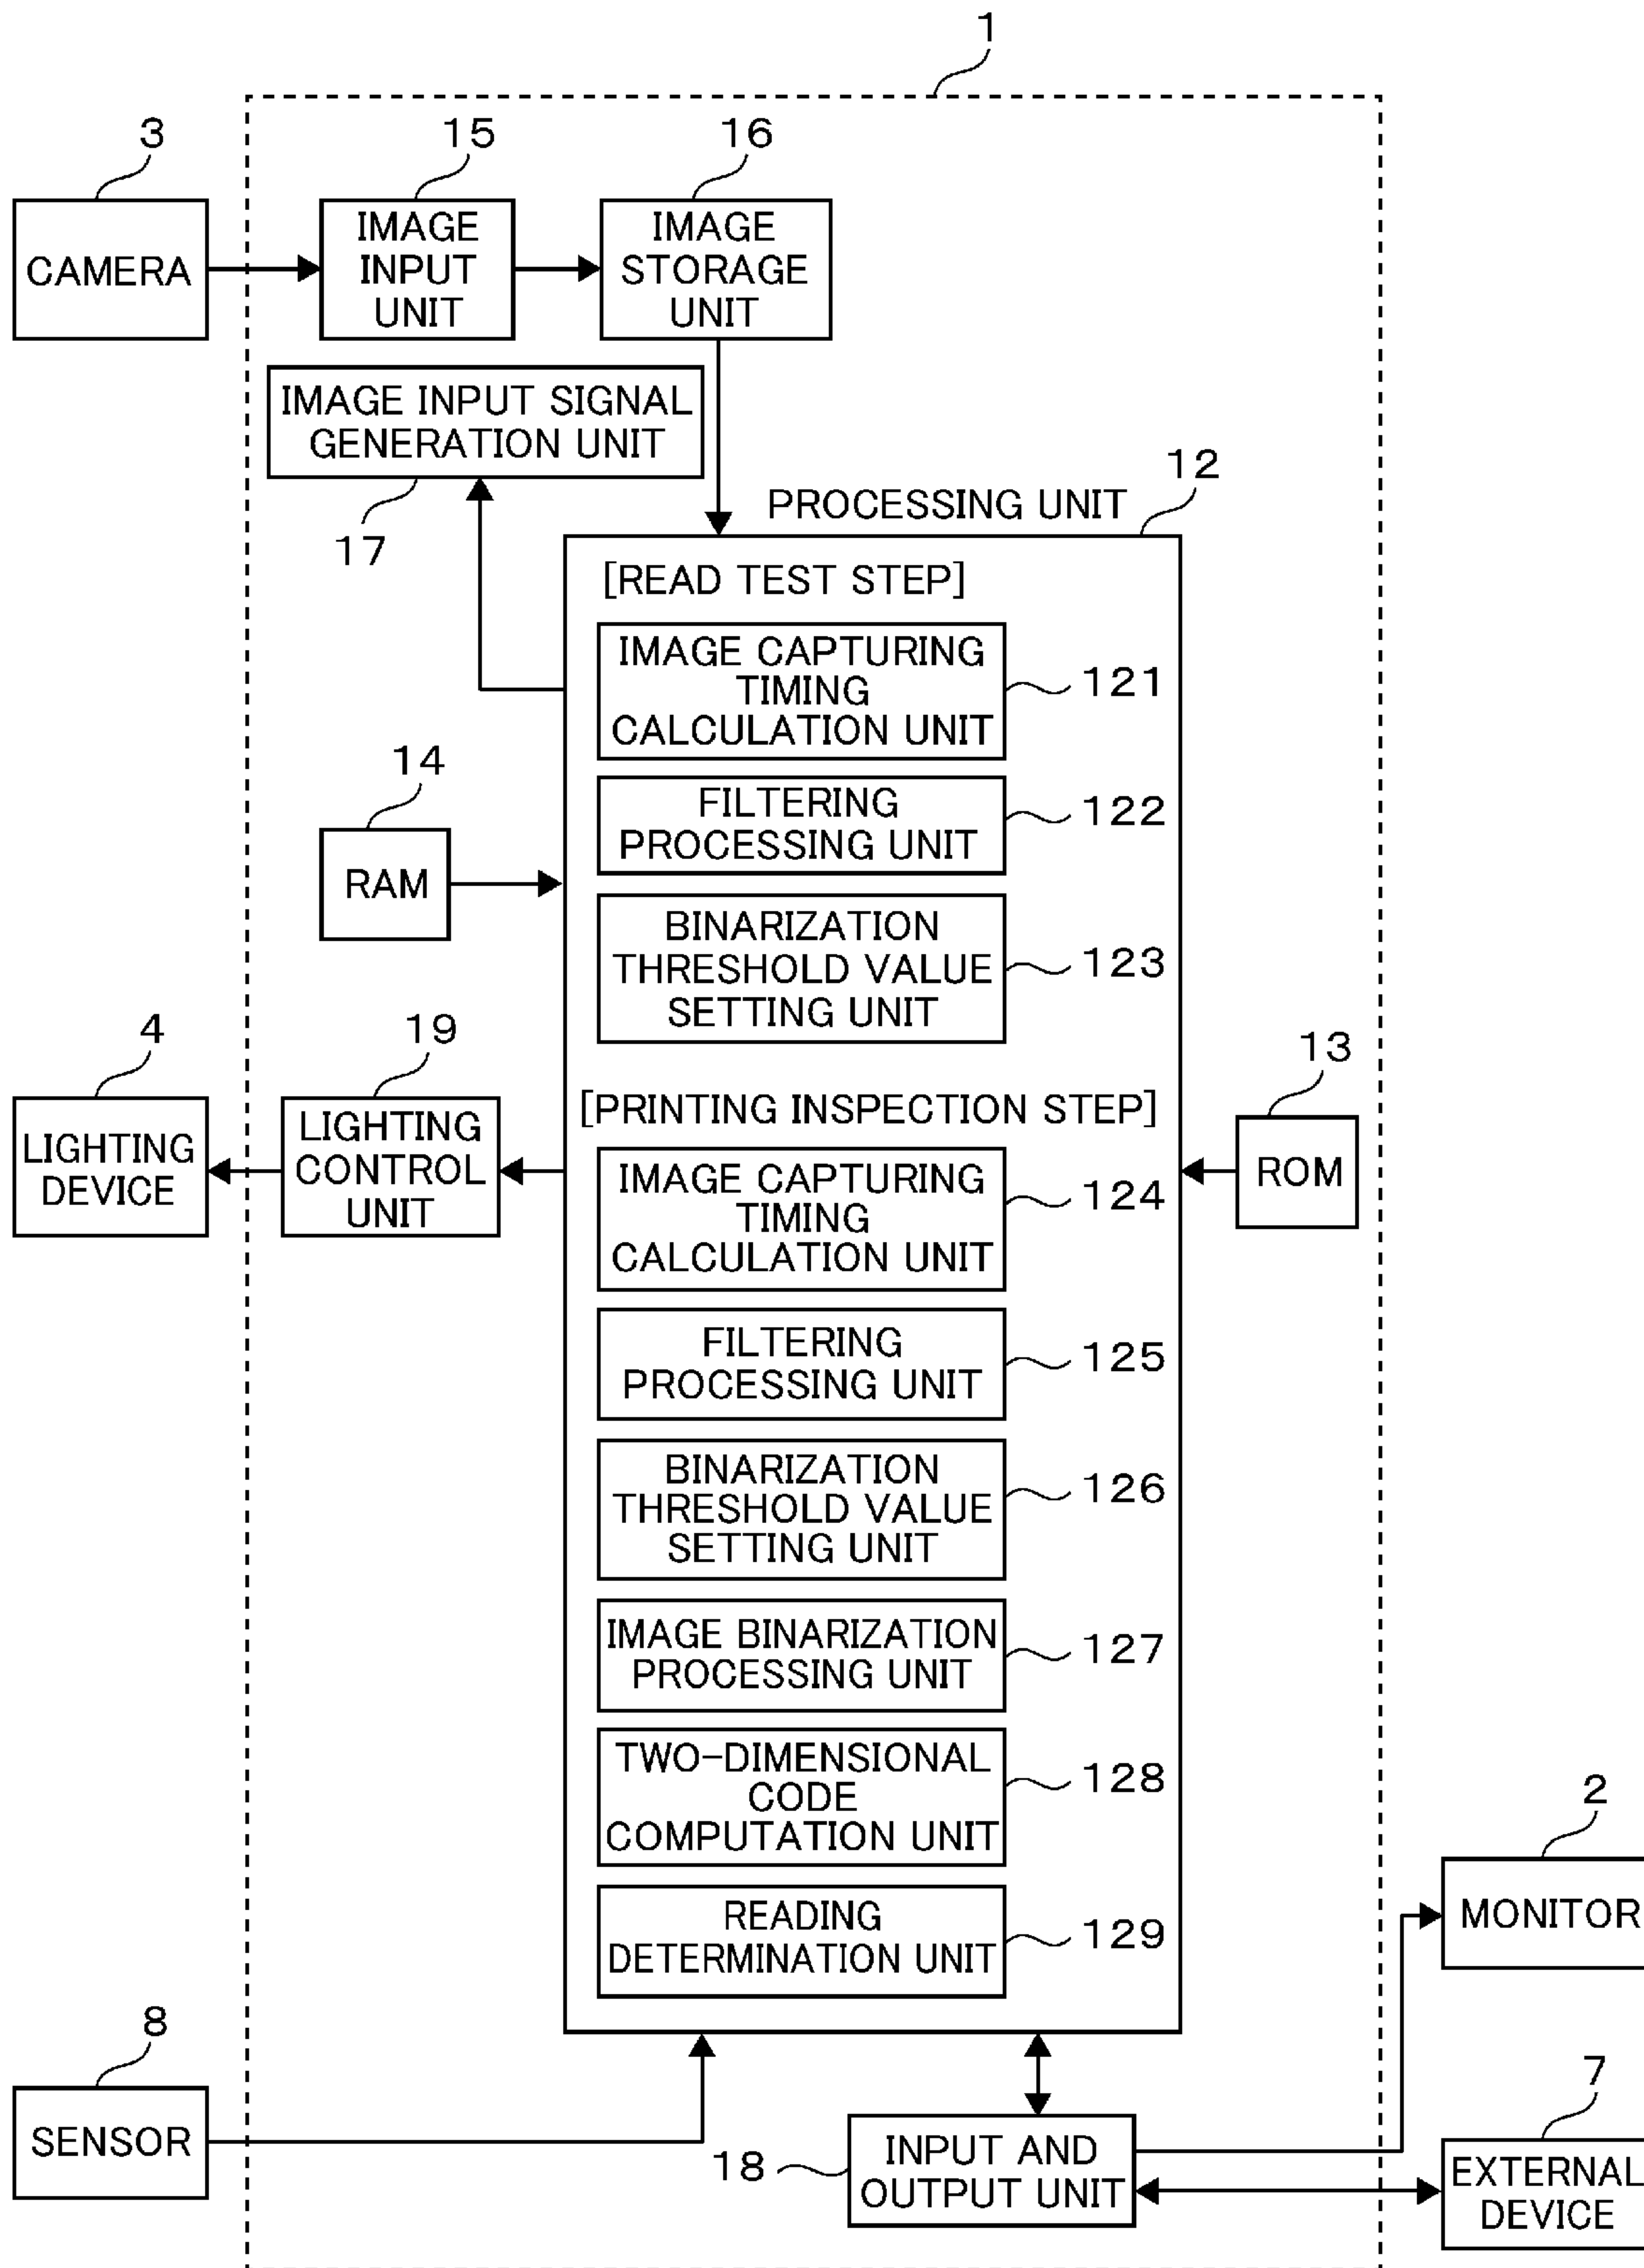 1
3
15
16
CAMERA
IMAGE
INPUT
UNIT
IMAGE
STORAGE
UNIT
IMAGE INPUT SIGNAL
GENERATION UNIT
17
PROCESSING UNIT
12
[READ TEST STEP]
IMAGE CAPTURING
TIMING
CALCULATION UNIT
121
14
RAM
FILTERING
PROCESSING UNIT
122
BINARIZATION
THRESHOLD VALUE
SETTING UNIT
123
4
19
13
LIGHTING
DEVICE
LIGHTING
CONTROL
UNIT
[PRINTING INSPECTION STEP]
ROM
IMAGE CAPTURING
TIMING
CALCULATION UNIT
124
FILTERING
PROCESSING UNIT
125
BINARIZATION
THRESHOLD VALUE
SETTING UNIT
126
IMAGE BINARIZATION
PROCESSING UNIT
127
TWO-DIMENSIONAL
CODE
COMPUTATION UNIT
128
READING
DETERMINATION UNIT
129
2
MONITOR
8
SENSOR
18
INPUT AND
OUTPUT UNIT
7
EXTERNAL
DEVICE